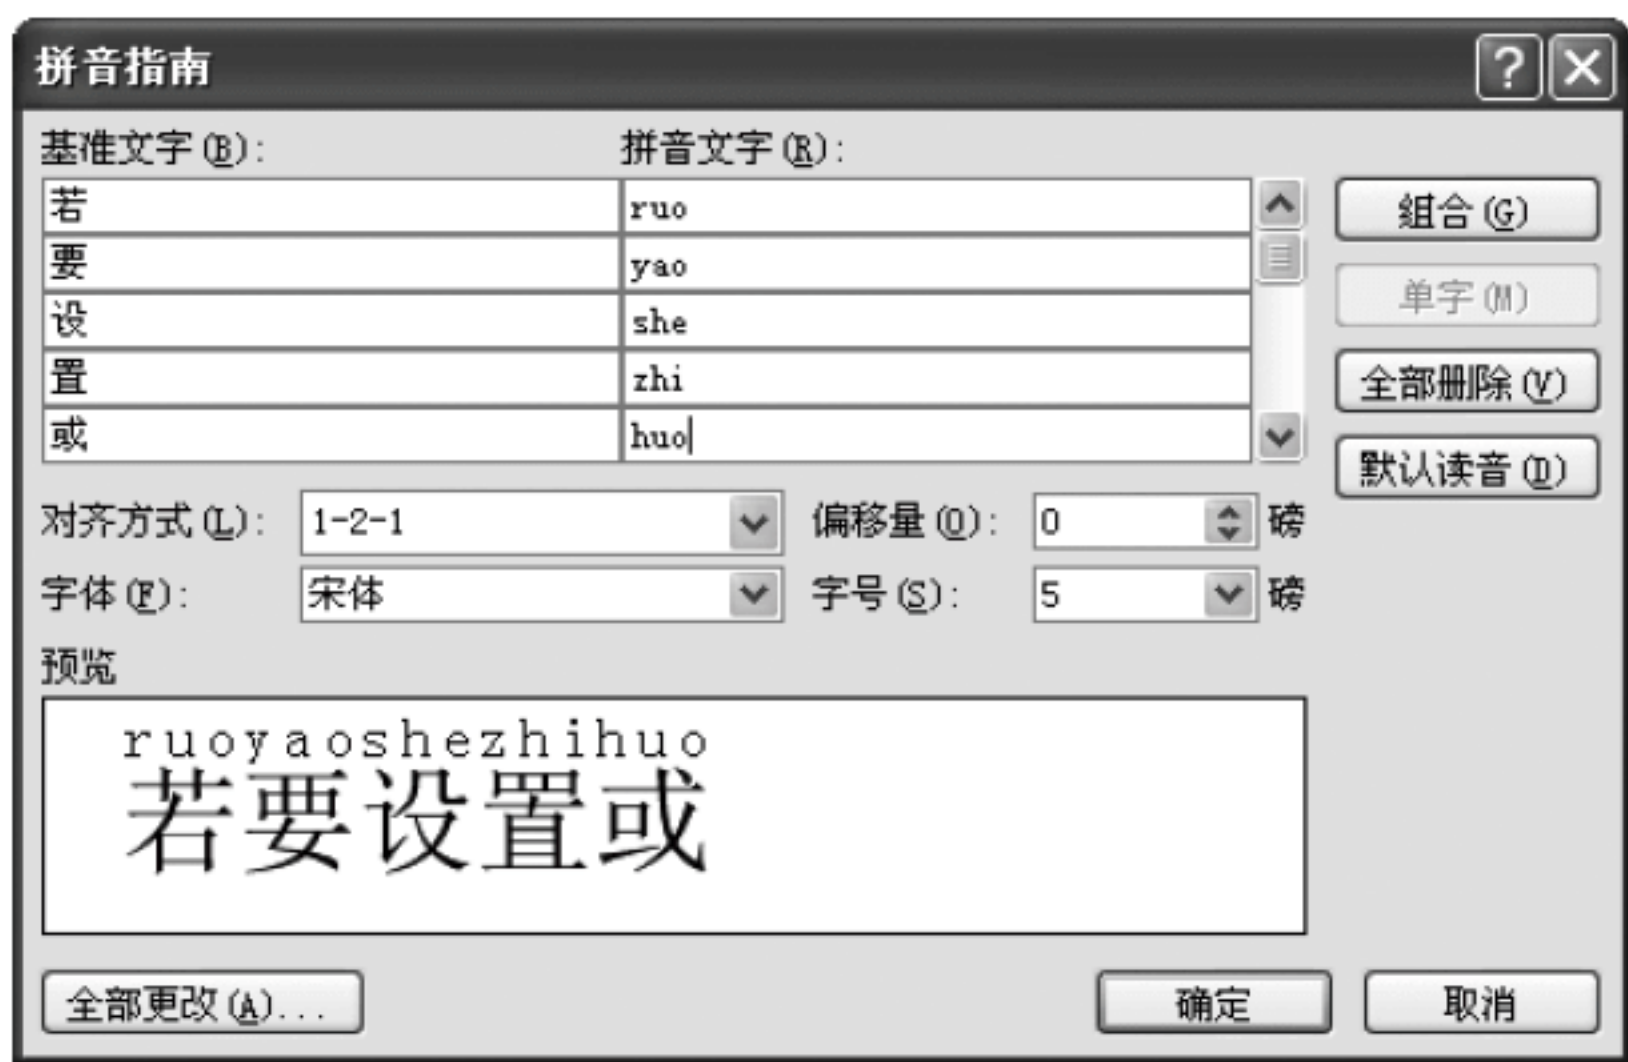 拼音指南
基准文字(B): 拼音文字(R):
若 ruo 组合(G)
要 yao
单字(M)
设 she
置 zhi 全部删除(V)
或 huo
默认读音(D)
对齐方式(L): 1-2-1 偏移量(O): 0 磅
字体(F): 宋体 字号(S): 5 磅
预览
ruoyaoshezhihuo
若要设置或
全部更改(A)... 确定 取消